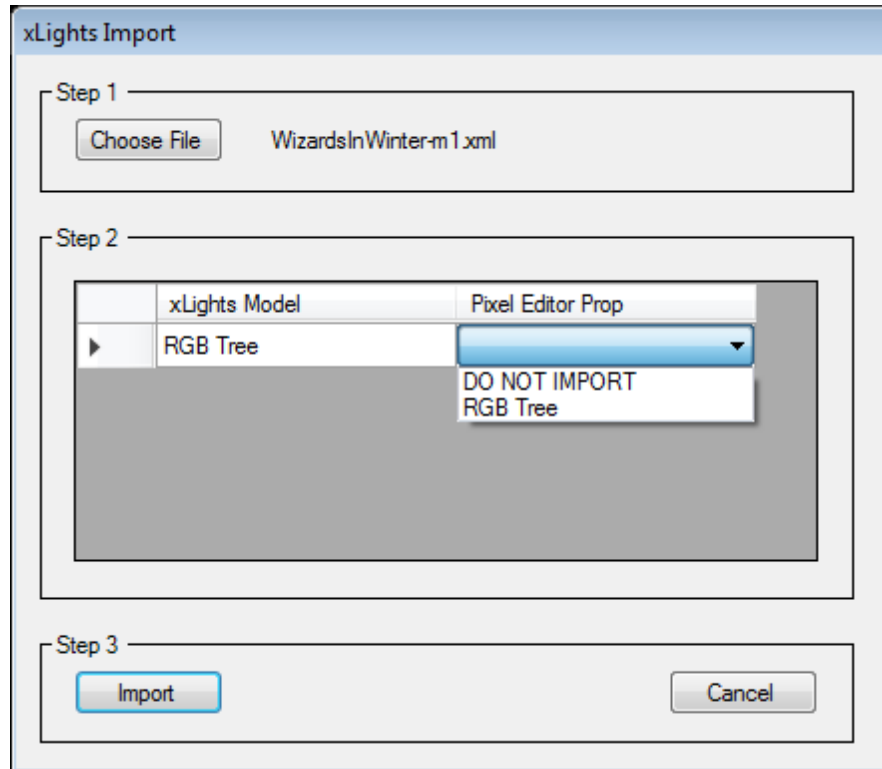 xLights Import
Step 1
Choose File WizardsInWinter-m1.xml
Step 2
xLights Model Pixel Editor Prop
RGB Tree
DO NOT IMPORT
RGB Tree
Step 3
Import Cancel